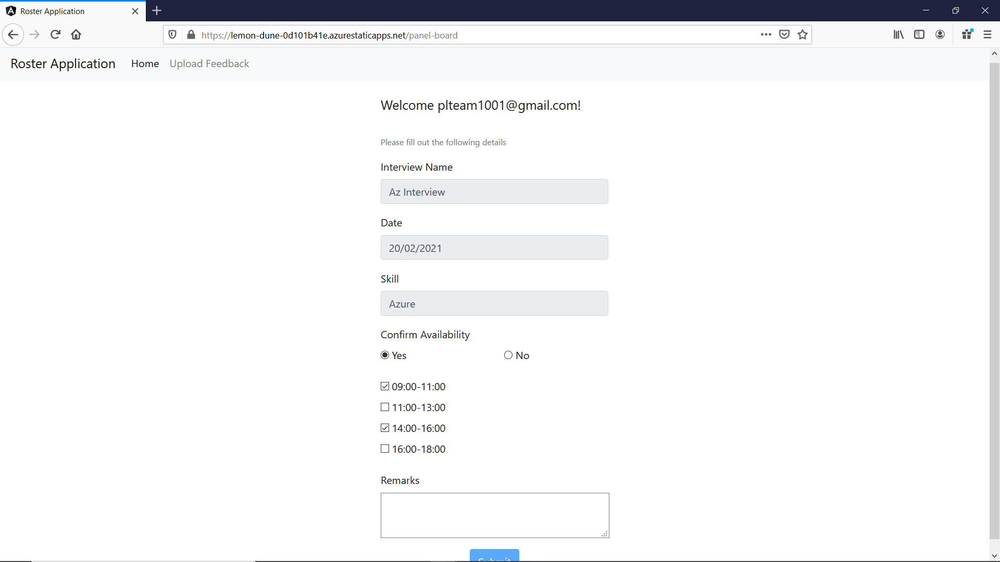 Roster Application
https://lemon-dune-0d101b41e.azurestaticapps.net/panel-board
Roster Application Home Upload Feedback
Welcome plteam1001@gmail.com!
Please fill out the following details
Interview Name
Az Interview
Date
20/02/2021
Skill
Azure
Confirm Availability
Yes No
09:00-11:00
11:00-13:00
14:00-16:00
16:00-18:00
Remarks
Submit